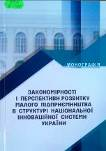 МОНОГРАФІЯ
ЗАКОНОМІРНОСТІ
І ПЕРСПЕКТИВИ РОЗВИТКУ
МАЛОГО ПІДПРИЄМНИЦТВА
В СТРУКТУРІ НАЦІОНАЛЬНОЇ
ІННОВАЦІЙНОЇ СИСТЕМИ
УКРАЇНИ